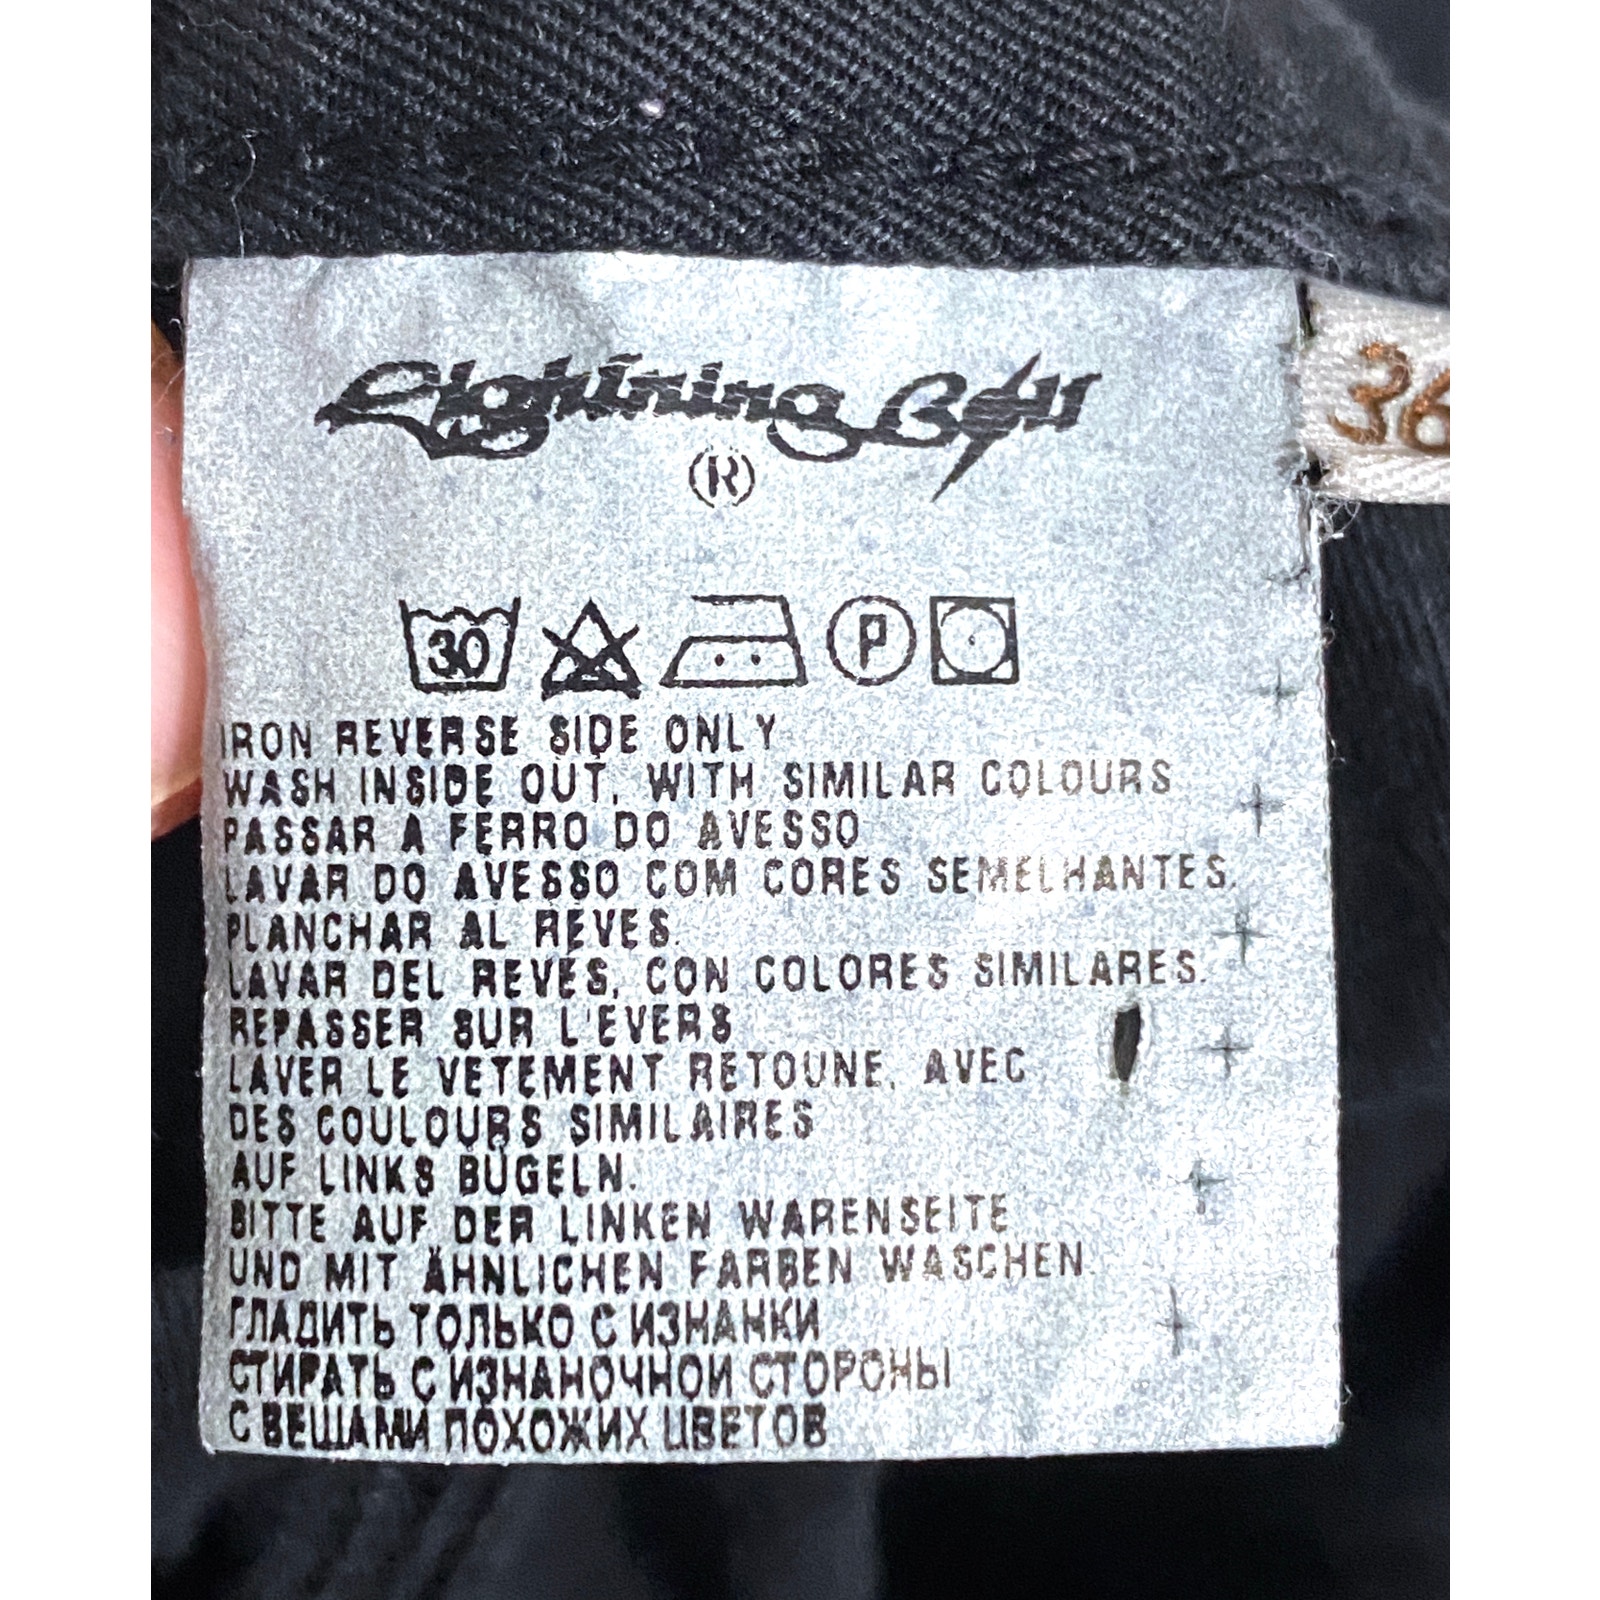 Lightning Bolt
®
36
30 P
IRON REVERSE SIDE ONLY
WASH INSIDE OUT, WITH SIMILAR COLOURS
PASSAR A FERRO DO AVESSO
LAVAR DO AVESSO COM CORES SEMELHANTES.
PLANCHAR AL REVES.
LAVAR DEL REVES, CON COLORES SIMILARES.
REPASSER SUR L'EVERS
LAVER LE VETEMENT RETOUNE, AVEC
DES COULOURS SIMILAIRES
AUF LINKS BÜGELN.
BITTE AUF DER LINKEN WARENSEITE
UND MIT ÄHNLICHEN FARBEN WASCHEN.
ГЛАДИТЬ ТОЛЬКО С ИЗНАНКИ
СТИРАТЬ С ИЗНАНОЧНОИ СТОРОНЫ
С ВЕЩАМИ ПОХОЖИХ ЦВЕТОВ